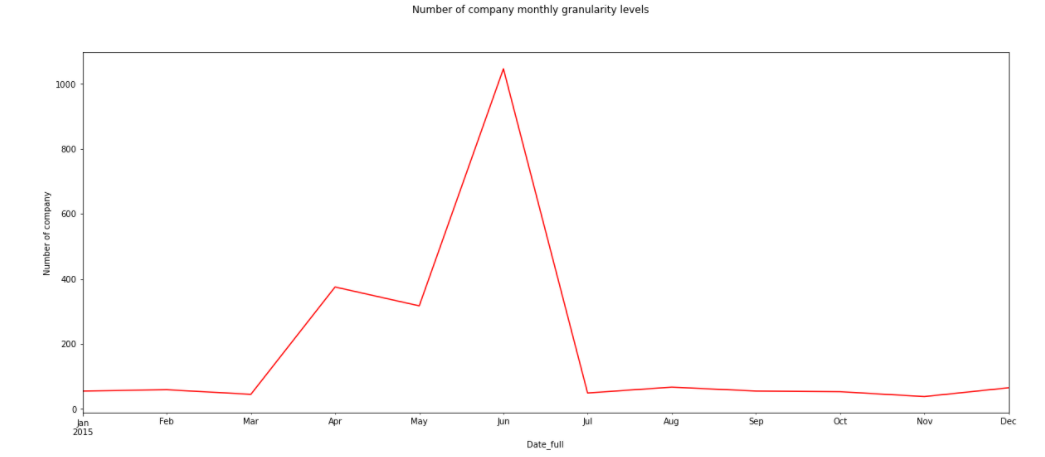 Number of company monthly granularity levels
1000
800
600
400
200
0
Number of company
Jan Feb Mar Apr May Jun Jul Aug Sep Oct Nov Dec
2015
Date_full